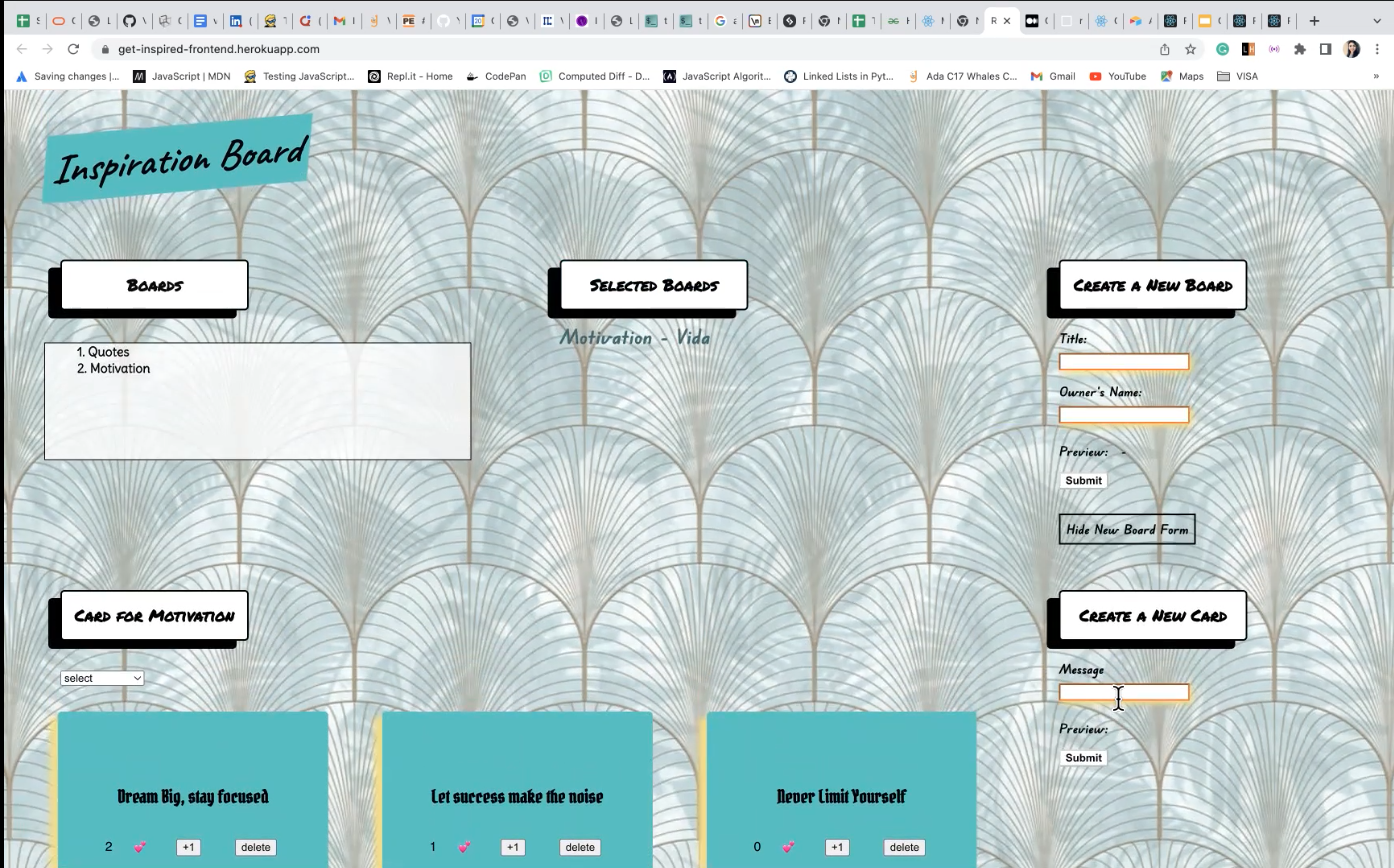 get-inspired-frontend.herokuapp.com
Saving changes |... JavaScript | MDN Testing JavaScript... Repl.it - Home CodePan Computed Diff - D... JavaScript Algorit... Linked Lists in Pyt... Ada C17 Whales C... Gmail YouTube Maps VISA »
Inspiration Board
Boards
1. Quotes
2. Motivation
Selected Boards
Motivation - Vida
Create a New Board
Title:
Owner's Name:
Preview: -
Submit
Hide New Board Form
Card for Motivation
select
Create a New Card
Message
Preview:
Submit
Dream Big, stay focused
2 💕 +1 delete
Let success make the noise
1 💕 +1 delete
Never Limit Yourself
0 💕 +1 delete